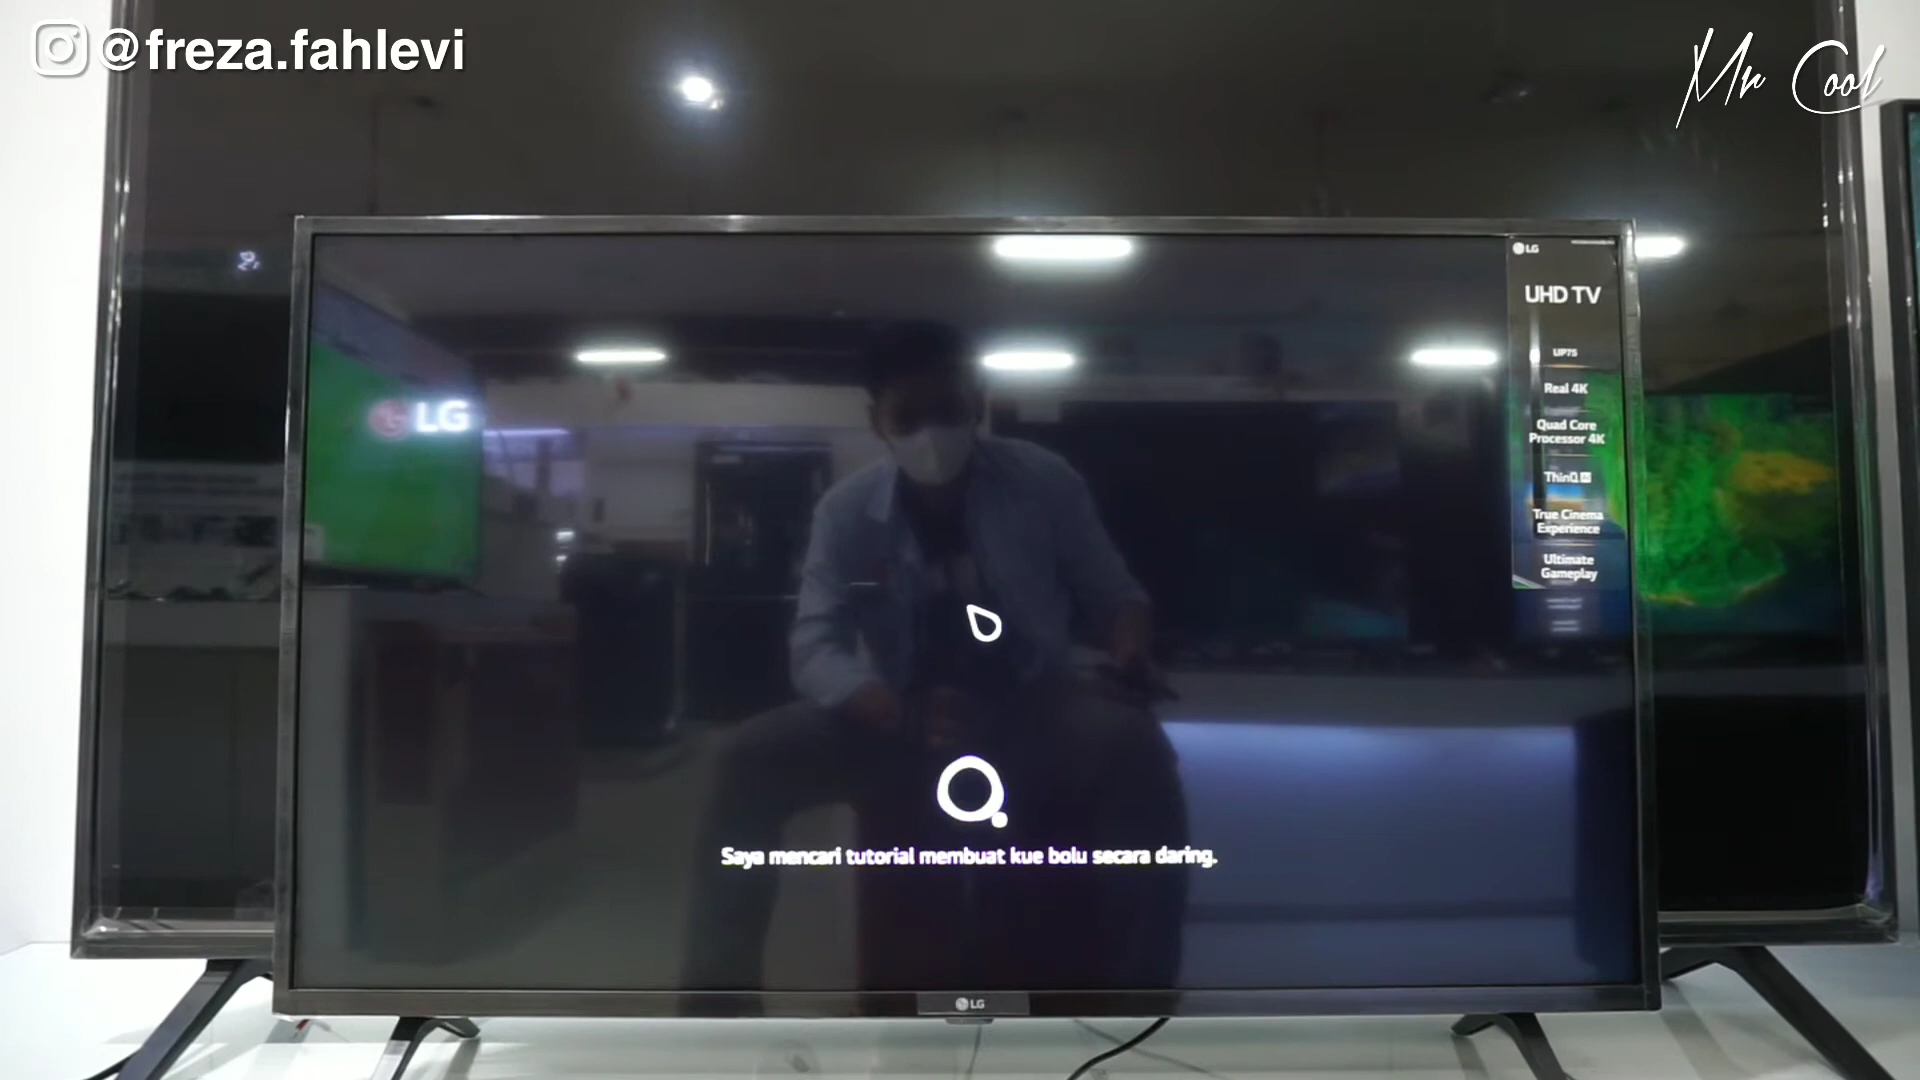 @freza.fahlevi
Mr Cool
LG
UHD TV
UP75
Real 4K
Quad Core
Processor 4K
ThinQ AI
True Cinema
Experience
Ultimate
Gameplay
LG
Saya mencari tutorial membuat kue bolu secara daring.
LG